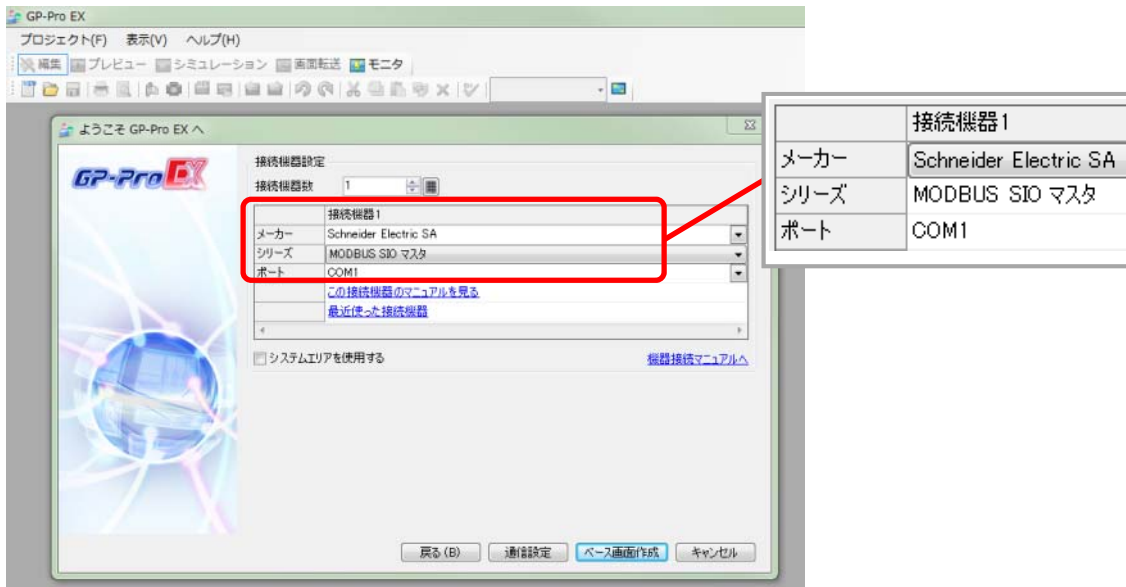 GP-Pro EX
プロジェクト(F) 表示(V) ヘルプ(H)
編集 プレビュー シミュレーション 画面転送 モニタ
ようこそ GP-Pro EX へ
GP-Pro EX
接続機器設定
接続機器数 1
接続機器1
メーカー Schneider Electric SA
シリーズ MODBUS SIO マスタ
ポート COM1
この接続機器のマニュアルを見る
最近使った接続機器
システムエリアを使用する 機器接続マニュアルへ
戻る(B) 通信設定 ベース画面作成 キャンセル
接続機器1
メーカー Schneider Electric SA
シリーズ MODBUS SIO マスタ
ポート COM1